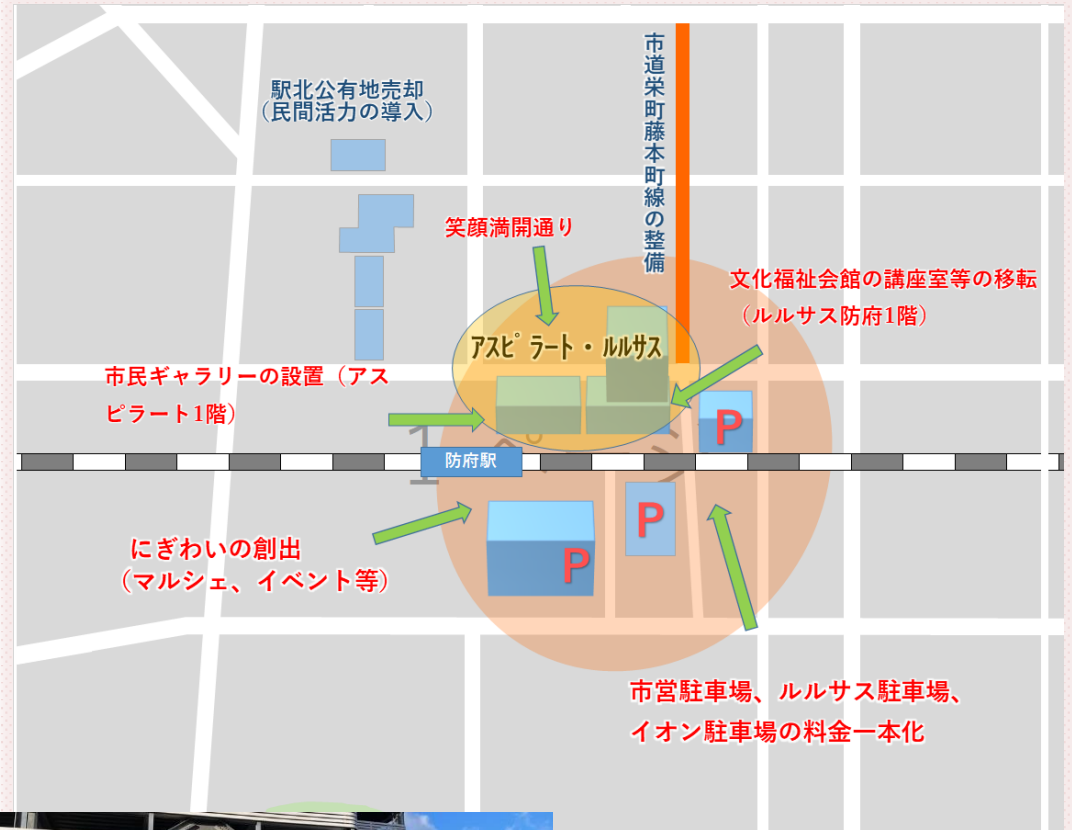 駅北公有地売却
（民間活力の導入）
市道栄町藤本町線の整備
笑顔満開通り
文化福祉会館の講座室等の移転
（ルルサス防府1階）
アスピラート・ルルサス
市民ギャラリーの設置（アス
ピラート1階）
P
防府駅
P
P
にぎわいの創出
（マルシェ、イベント等）
市営駐車場、ルルサス駐車場、
イオン駐車場の料金一本化